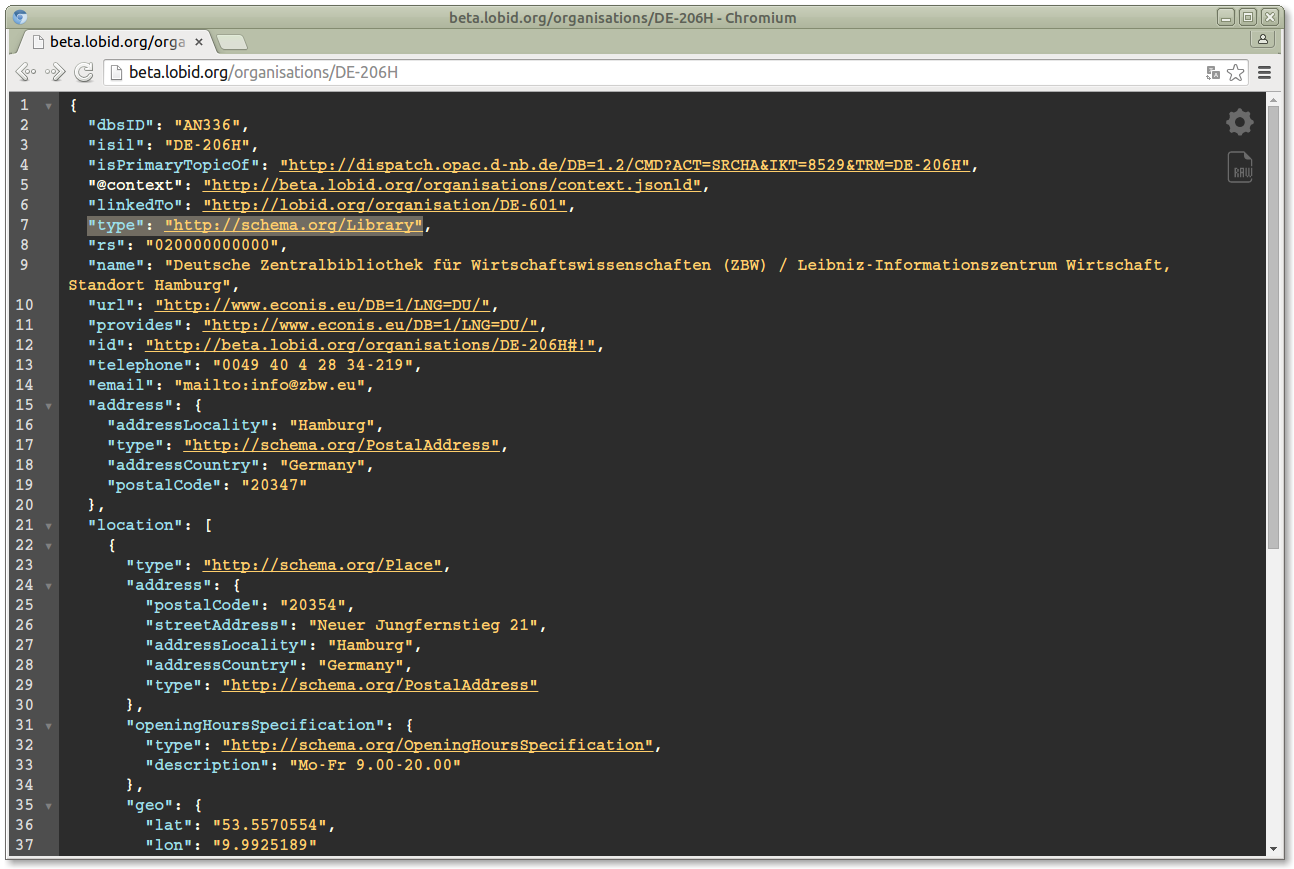 beta.lobid.org/organisations/DE-206H - Chromium
beta.lobid.org/orga
beta.lobid.org/organisations/DE-206H
1 {
2 "dbsID": "AN336",
3 "isil": "DE-206H",
4 "isPrimaryTopicOf": "http://dispatch.opac.d-nb.de/DB=1.2/CMD?ACT=SRCHA&IKT=8529&TRM=DE-206H",
5 "@context": "http://beta.lobid.org/organisations/context.jsonld",
6 "linkedTo": "http://lobid.org/organisation/DE-601",
7 "type": "http://schema.org/Library",
8 "rs": "020000000000",
9 "name": "Deutsche Zentralbibliothek für Wirtschaftswissenschaften (ZBW) / Leibniz-Informationszentrum Wirtschaft,
Standort Hamburg",
10 "url": "http://www.econis.eu/DB=1/LNG=DU/",
11 "provides": "http://www.econis.eu/DB=1/LNG=DU/",
12 "id": "http://beta.lobid.org/organisations/DE-206H#!",
13 "telephone": "0049 40 4 28 34-219",
14 "email": "mailto:info@zbw.eu",
15 "address": {
16 "addressLocality": "Hamburg",
17 "type": "http://schema.org/PostalAddress",
18 "addressCountry": "Germany",
19 "postalCode": "20347"
20 },
21 "location": [
22 {
23 "type": "http://schema.org/Place",
24 "address": {
25 "postalCode": "20354",
26 "streetAddress": "Neuer Jungfernstieg 21",
27 "addressLocality": "Hamburg",
28 "addressCountry": "Germany",
29 "type": "http://schema.org/PostalAddress"
30 },
31 "openingHoursSpecification": {
32 "type": "http://schema.org/OpeningHoursSpecification",
33 "description": "Mo-Fr 9.00-20.00"
34 },
35 "geo": {
36 "lat": "53.5570554",
37 "lon": "9.9925189"
RAW